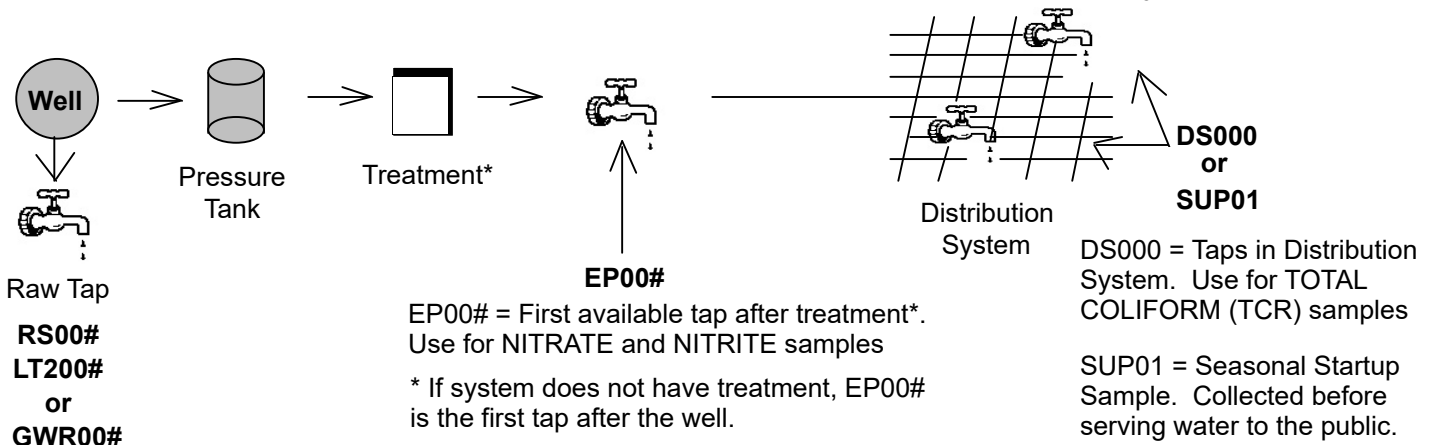 Well
Pressure
Tank
Treatment*
Raw Tap
RS00#
LT200#
or
GWR00#
EP00#
EP00# = First available tap after treatment*.
Use for NITRATE and NITRITE samples
* If system does not have treatment, EP00#
is the first tap after the well.
Distribution
System
DS000
or
SUP01
DS000 = Taps in Distribution
System. Use for TOTAL
COLIFORM (TCR) samples
SUP01 = Seasonal Startup
Sample. Collected before
serving water to the public.